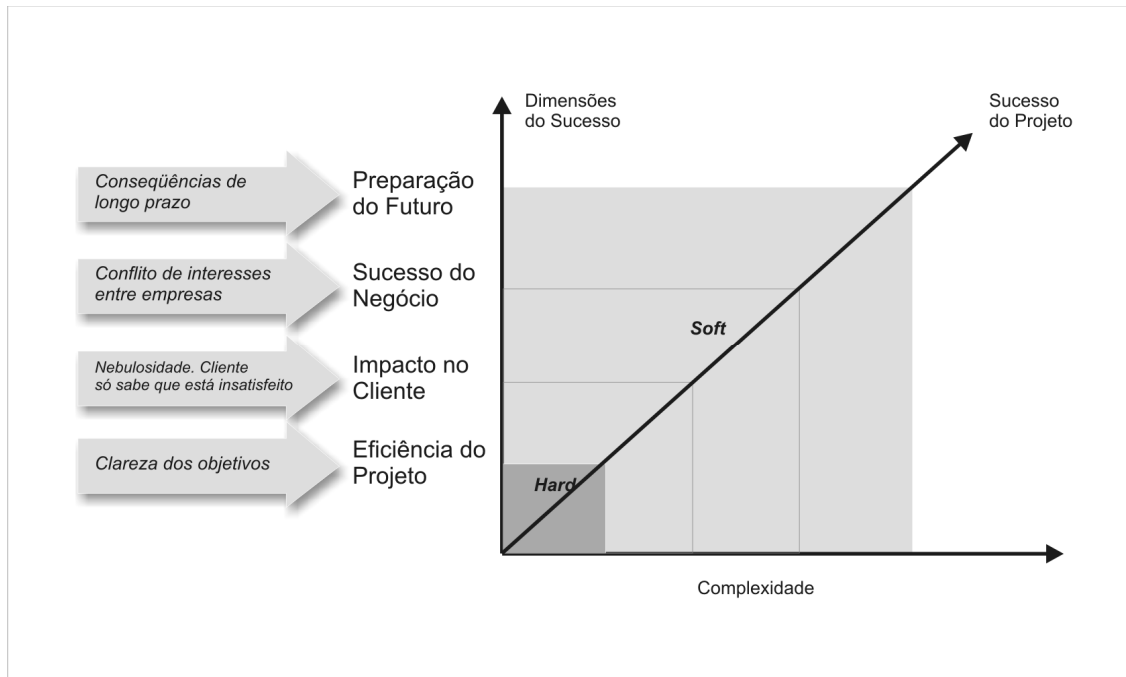 Dimensões
do Sucesso
Sucesso
do Projeto
Conseqüências de
longo prazo
Preparação
do Futuro
Conflito de interesses
entre empresas
Sucesso do
Negócio
Soft
Nebulosidade. Cliente
só sabe que está insatisfeito
Impacto no
Cliente
Clareza dos objetivos
Eficiência do
Projeto
Hard
Complexidade